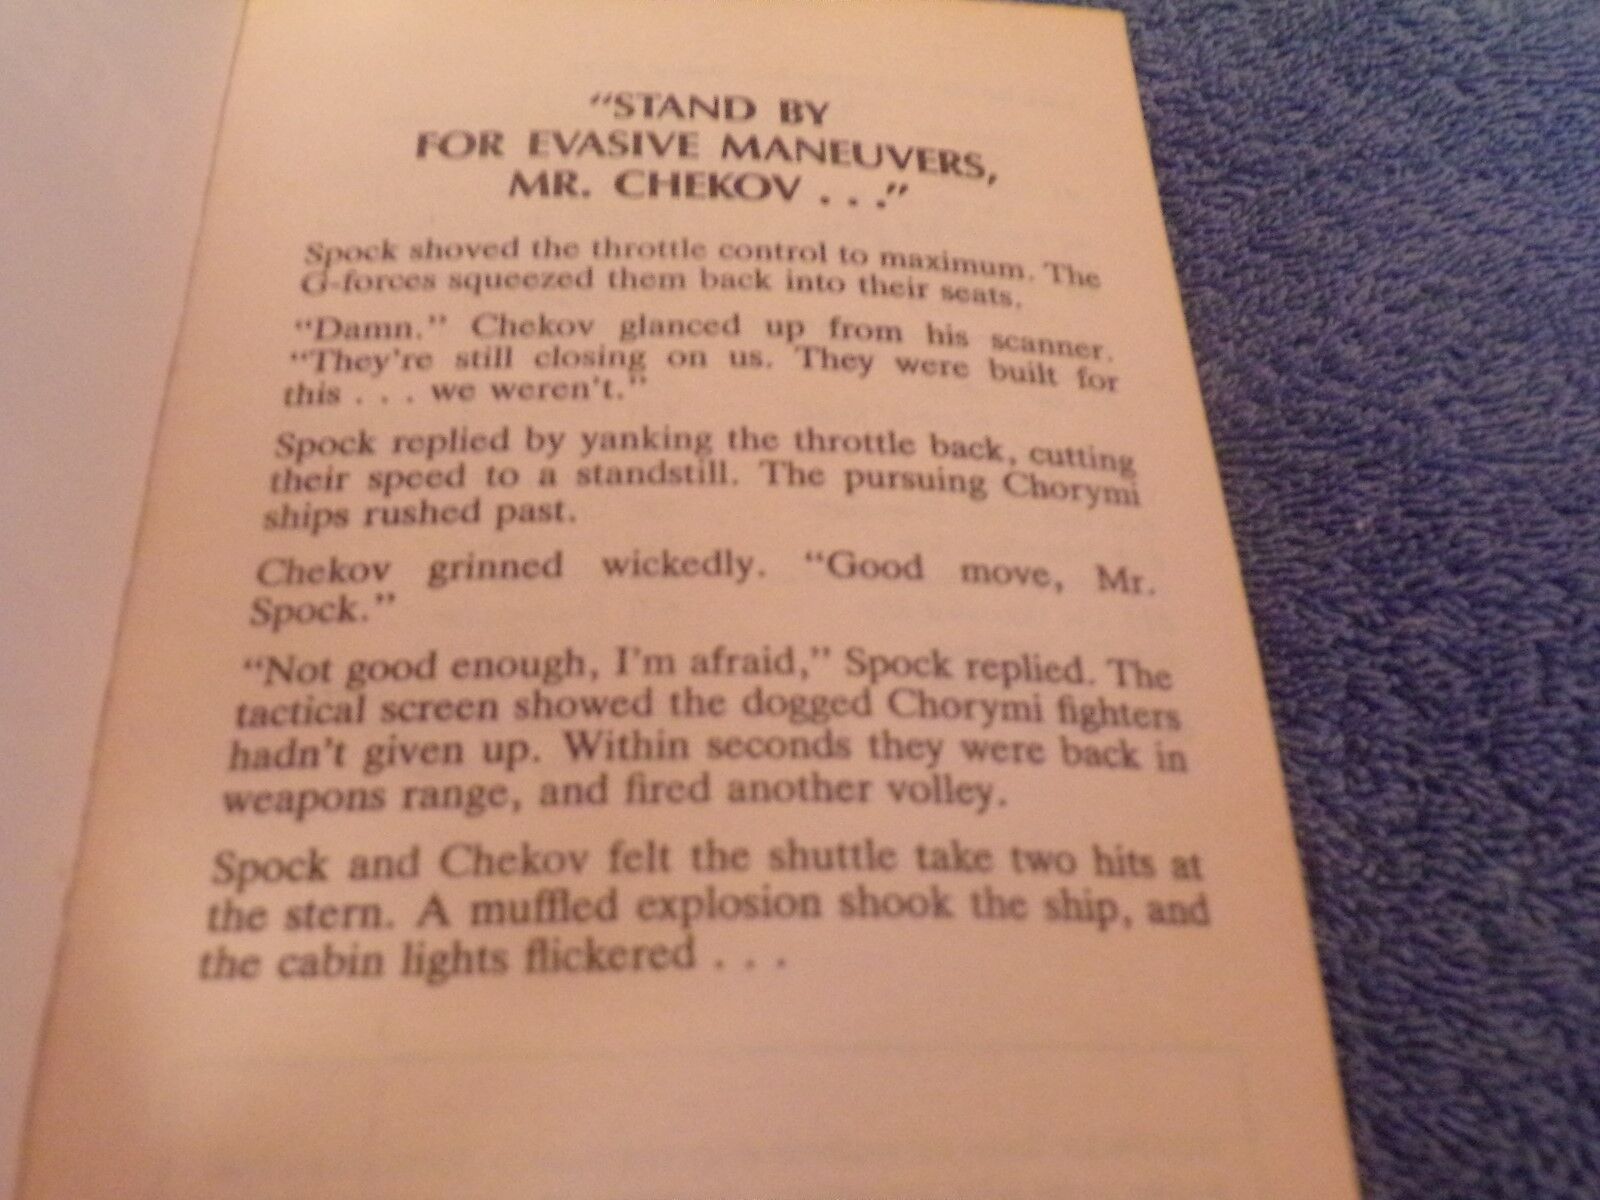 “STAND BY
FOR EVASIVE MANEUVERS,
MR. CHEKOV . . .”
Spock shoved the throttle control to maximum. The
G-forces squeezed them back into their seats.
“Damn.” Chekov glanced up from his scanner.
“They’re still closing on us. They were built for
this . . . we weren’t.”
Spock replied by yanking the throttle back, cutting
their speed to a standstill. The pursuing Chorymi
ships rushed past.
Chekov grinned wickedly. “Good move, Mr.
Spock.”
“Not good enough, I’m afraid,” Spock replied. The
tactical screen showed the dogged Chorymi fighters
hadn’t given up. Within seconds they were back in
weapons range, and fired another volley.
Spock and Chekov felt the shuttle take two hits at
the stern. A muffled explosion shook the ship, and
the cabin lights flickered . . .